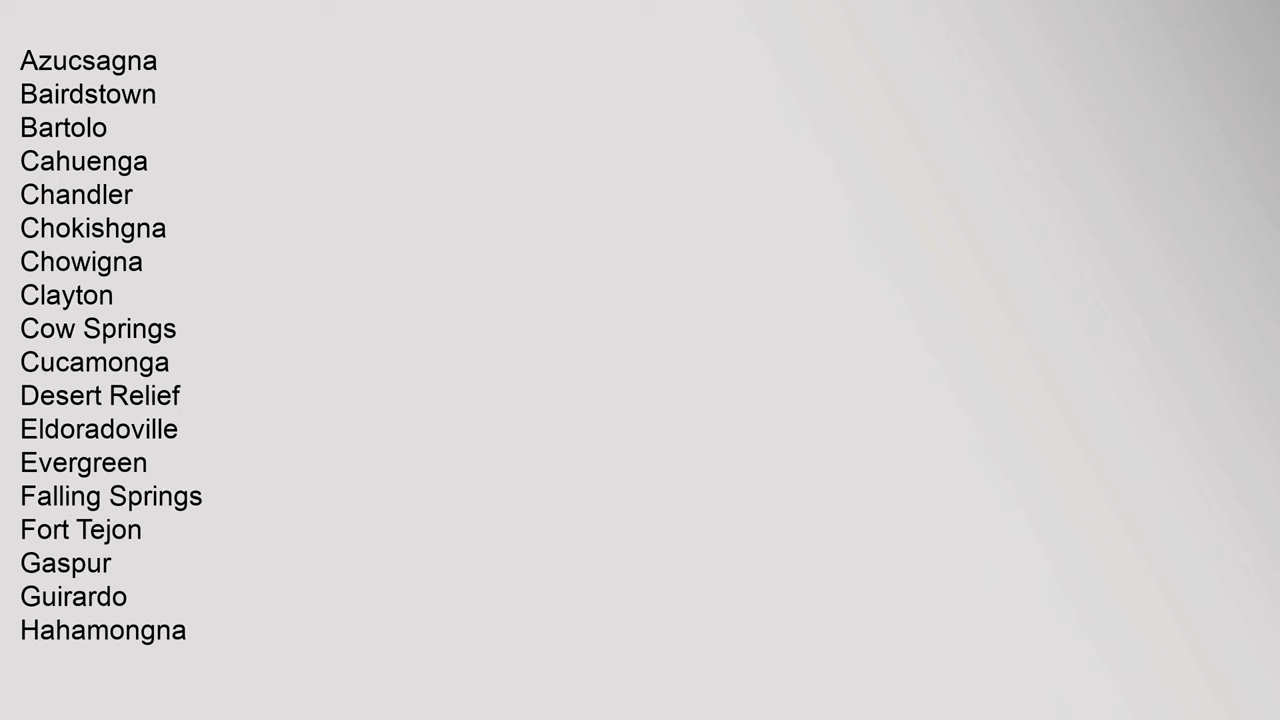 Azucsagna
Bairdstown
Bartolo
Cahuenga
Chandler
Chokishgna
Chowigna
Clayton
Cow Springs
Cucamonga
Desert Relief
Eldoradoville
Evergreen
Falling Springs
Fort Tejon
Gaspur
Guirardo
Hahamongna